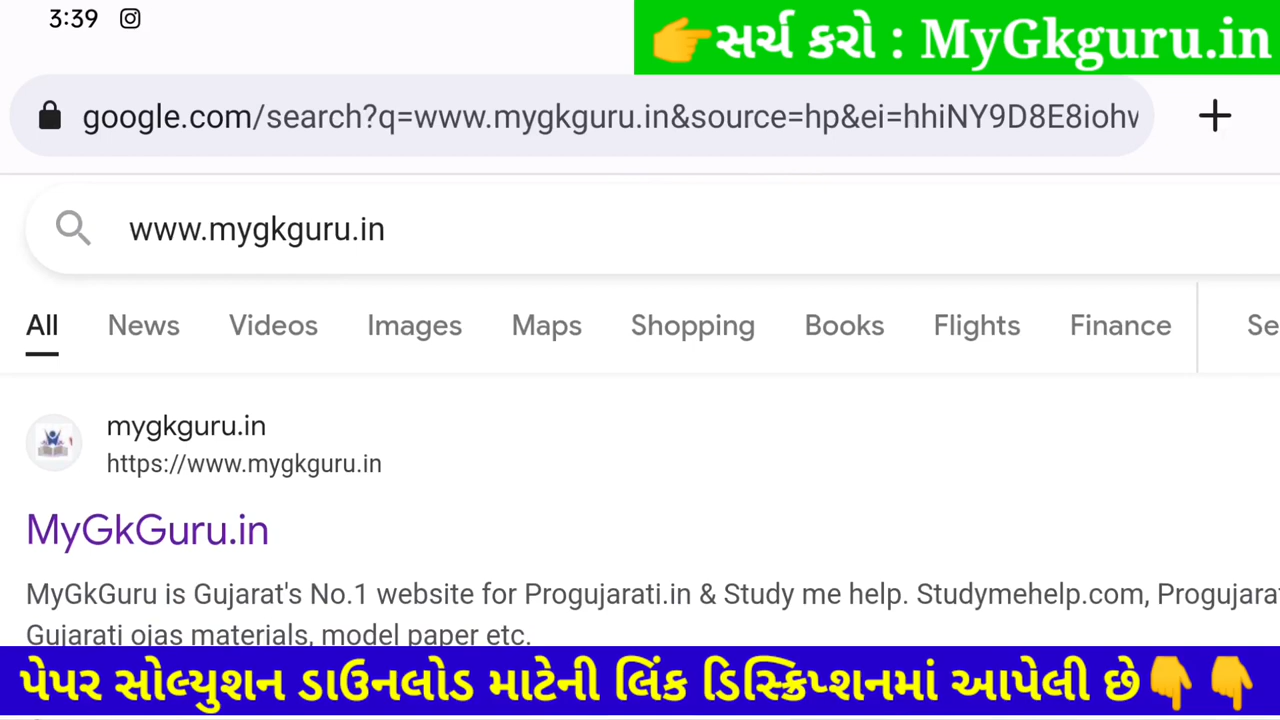 3:39
👉સર્ચ કરો : MyGkguru.in
google.com/search?q=www.mygkguru.in&source=hp&ei=hhiNY9D8E8ioh
www.mygkguru.in
All News Videos Images Maps Shopping Books Flights Finance Se
mygkguru.in
https://www.mygkguru.in
MyGkGuru.in
MyGkGuru is Gujarat's No.1 website for Progujarati.in & Study me help. Studymehelp.com, Progujarat
Gujarati ojas materials, model paper etc.
પેપર સોલ્યુશન ડાઉનલોડ માટેની લિંક ડિસ્ક્રિપ્શનમાં આપેલી છે👇👇